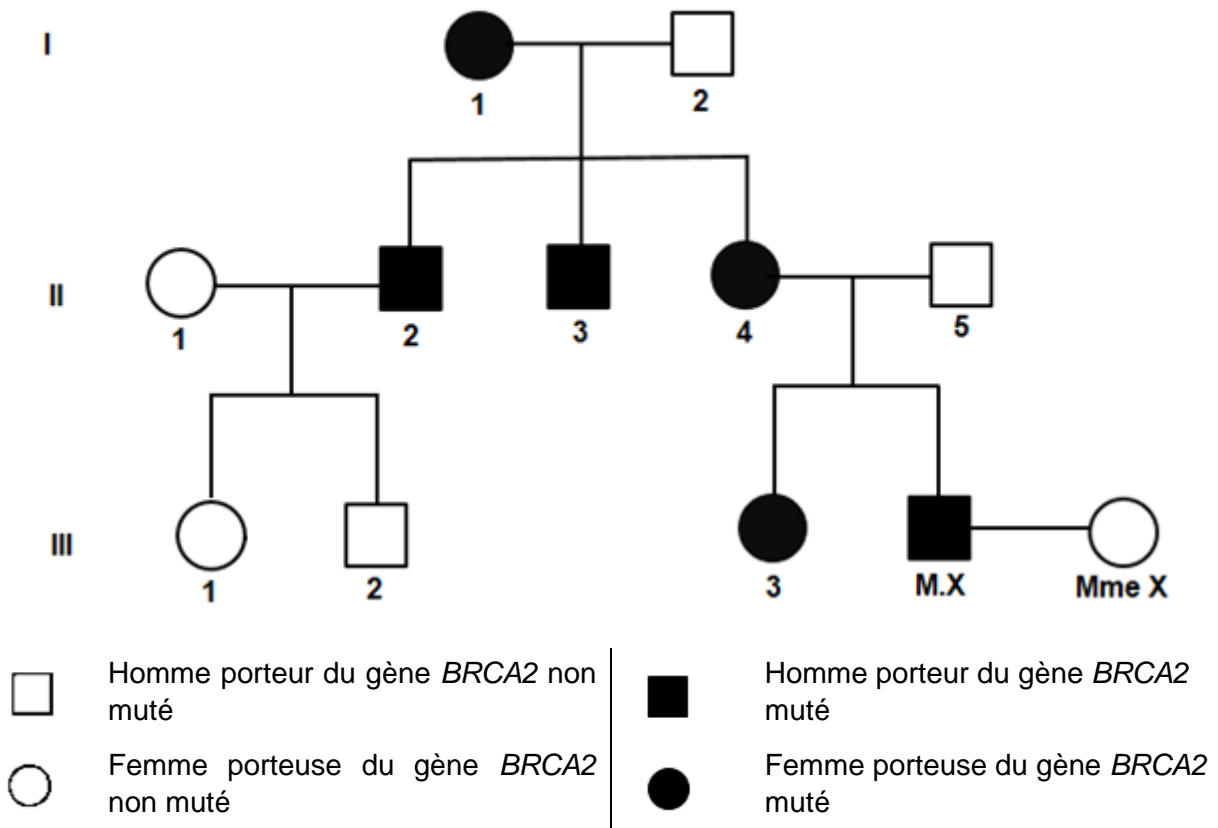 I
1 2
II
1 2 3 4 5
III
1 2 3 M.X Mme X
Homme porteur du gène BRCA2 non
muté
Femme porteuse du gène BRCA2
non muté
Homme porteur du gène BRCA2
muté
Femme porteuse du gène BRCA2
muté